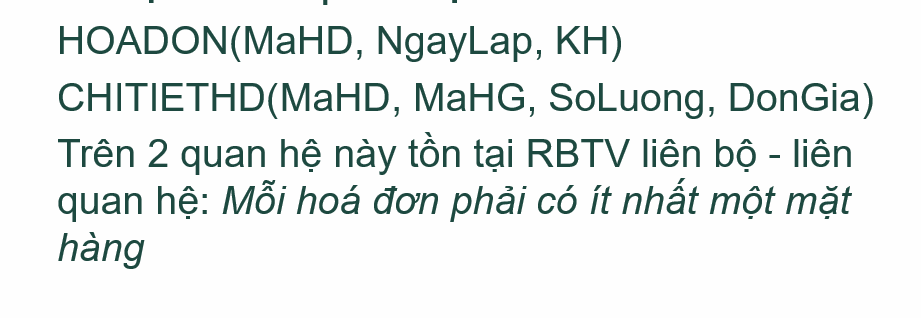 HOADON(MaHD, NgayLap, KH)
CHITIETHD(MaHD, MaHG, SoLuong, DonGia)
Trên 2 quan hệ này tồn tại RBTV liên bộ - liên
quan hệ: Mỗi hoá đơn phải có ít nhất một mặt
hàng